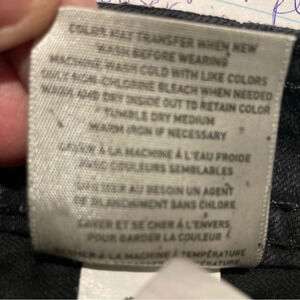 COLOR MAY TRANSFER WHEN NEW
WASH BEFORE WEARING
MACHINE WASH COLD WITH LIKE COLORS
ONLY NON-CHLORINE BLEACH WHEN NEEDED
WASH AND DRY INSIDE OUT TO RETAIN COLOR
TUMBLE DRY MEDIUM
WARM IRON IF NECESSARY
LAVER À LA MACHINE À L'EAU FROIDE
AVEC COULEURS SEMBLABLES
AU BESOIN UN AGENT
DE BLANCHIMENT SANS CHLORE
LAVER ET SE CHER À L'ENVERS
POUR GARDER LA COULEUR
À LA MACHINE À TEMPÉRATURE